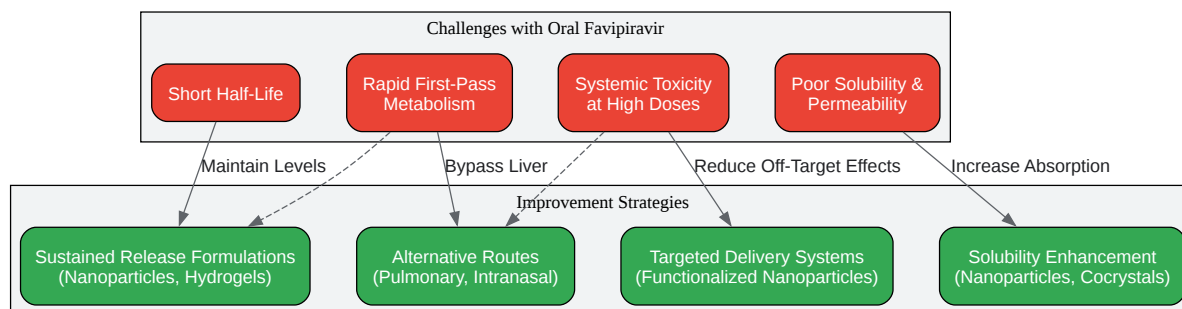 Challenges with Oral Favipiravir
Short Half-Life
Rapid First-Pass
Metabolism
Systemic Toxicity
at High Doses
Poor Solubility &
Permeability
Maintain Levels
Bypass Liver
Reduce Off-Target Effects
Increase Absorption
Improvement Strategies
Sustained Release Formulations
(Nanoparticles, Hydrogels)
Alternative Routes
(Pulmonary, Intranasal)
Targeted Delivery Systems
(Functionalized Nanoparticles)
Solubility Enhancement
(Nanoparticles, Cocrystals)